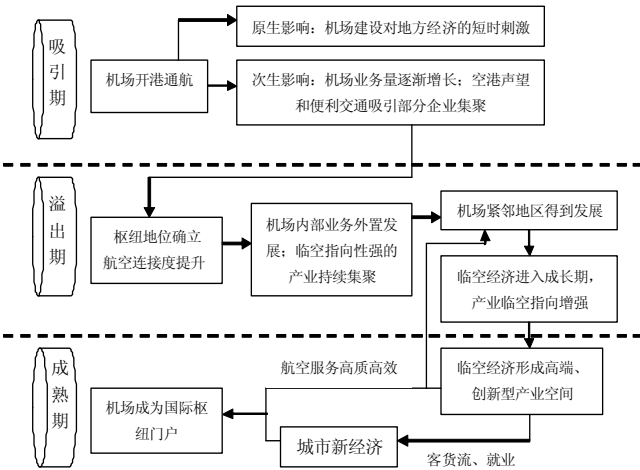 吸引期
原生影响：机场建设对地方经济的短时刺激
机场开港通航
次生影响：机场业务量逐渐增长；空港声望
和便利交通吸引部分企业集聚
溢出期
枢纽地位确立
航空连接度提升
机场内部业务外置发
展；临空指向性强的
产业持续集聚
机场紧邻地区得到发展
临空经济进入成长期，
产业临空指向增强
成熟期
航空服务高质高效
临空经济形成高端、
创新型产业空间
机场成为国际枢
纽门户
城市新经济
客货流、就业